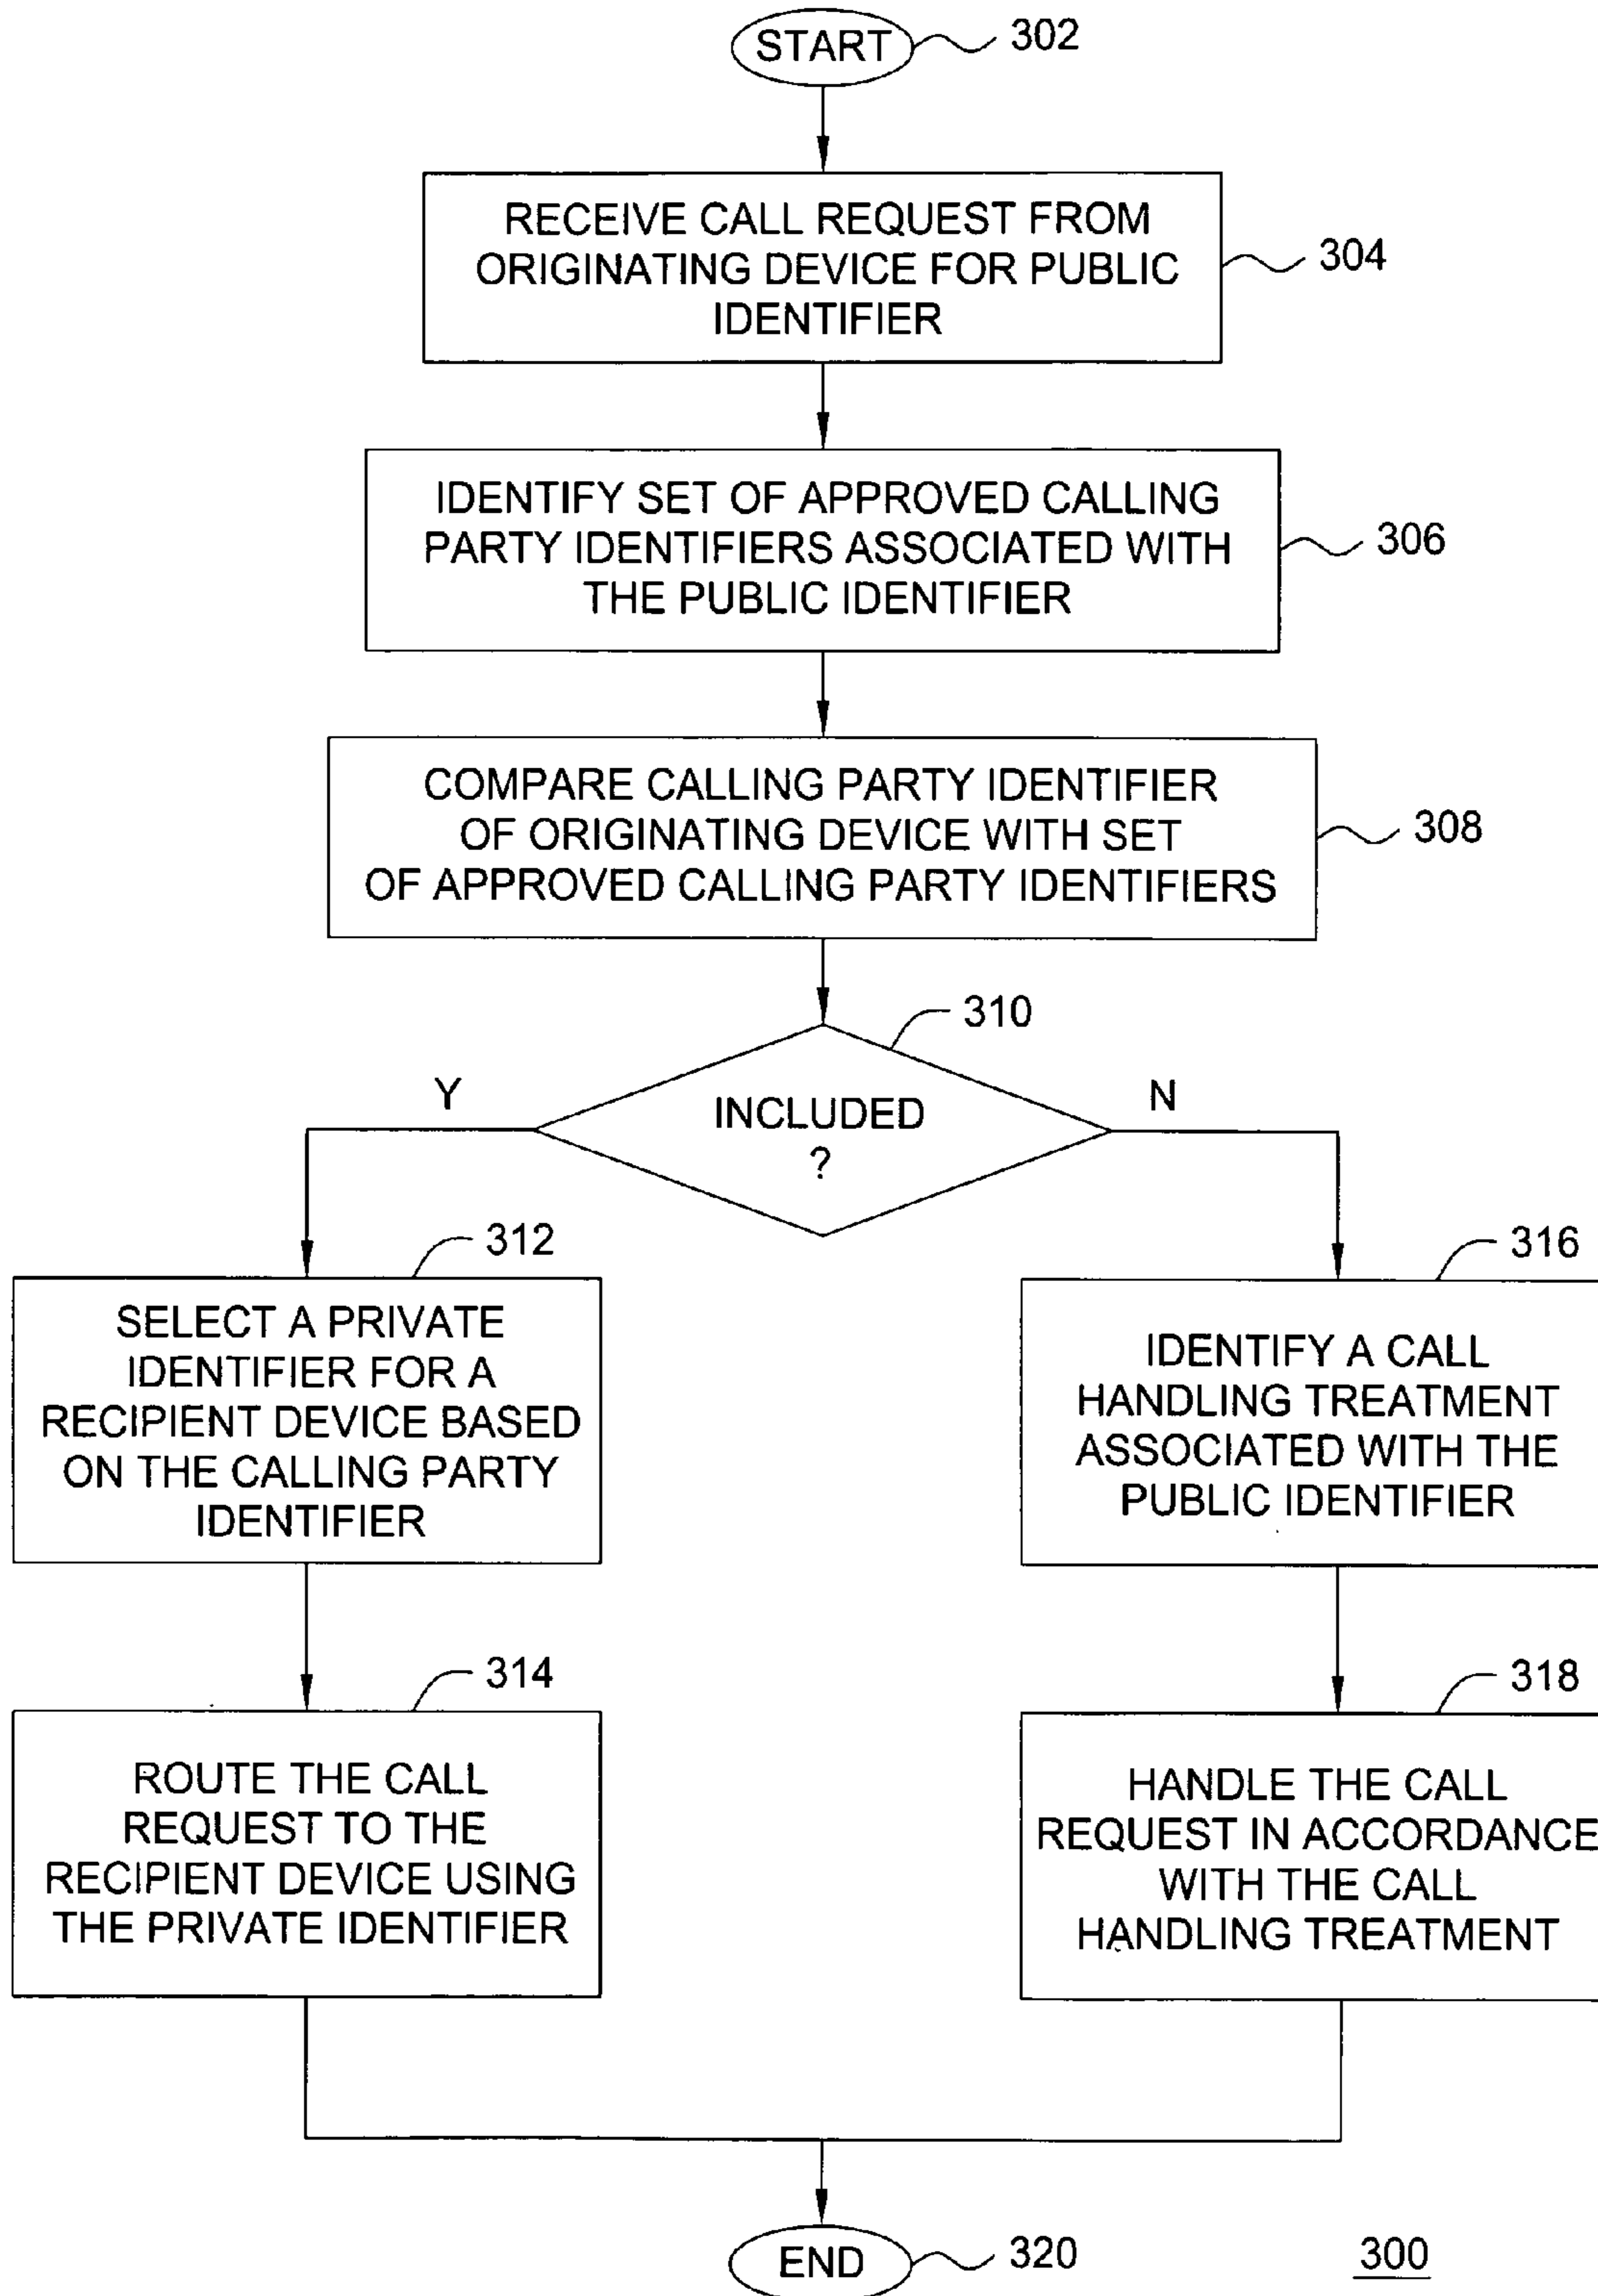 START
302
RECEIVE CALL REQUEST FROM
ORIGINATING DEVICE FOR PUBLIC
IDENTIFIER
304
IDENTIFY SET OF APPROVED CALLING
PARTY IDENTIFIERS ASSOCIATED WITH
THE PUBLIC IDENTIFIER
306
COMPARE CALLING PARTY IDENTIFIER
OF ORIGINATING DEVICE WITH SET
OF APPROVED CALLING PARTY IDENTIFIERS
308
310
INCLUDED
?
Y
N
312
SELECT A PRIVATE
IDENTIFIER FOR A
RECIPIENT DEVICE BASED
ON THE CALLING PARTY
IDENTIFIER
316
IDENTIFY A CALL
HANDLING TREATMENT
ASSOCIATED WITH THE
PUBLIC IDENTIFIER
314
ROUTE THE CALL
REQUEST TO THE
RECIPIENT DEVICE USING
THE PRIVATE IDENTIFIER
318
HANDLE THE CALL
REQUEST IN ACCORDANCE
WITH THE CALL
HANDLING TREATMENT
END
320
300